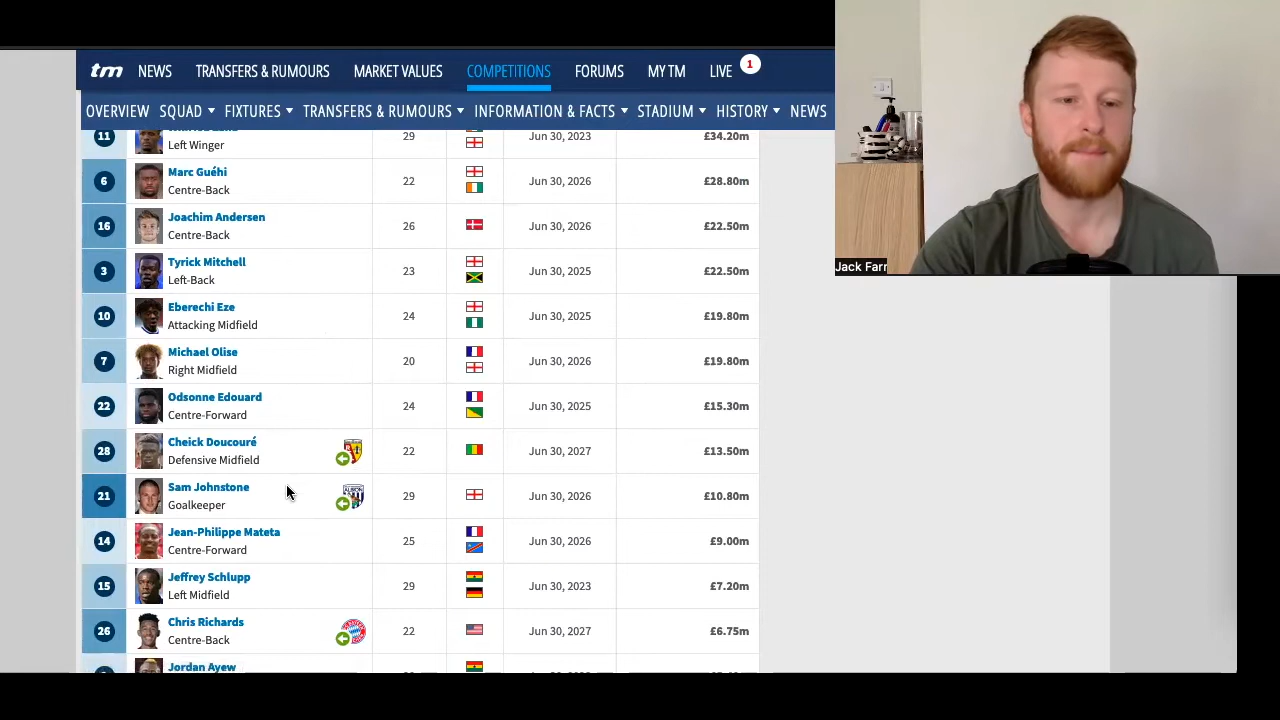 tm NEWS TRANSFERS & RUMOURS MARKET VALUES COMPETITIONS FORUMS MY TM LIVE 1
OVERVIEW SQUAD FIXTURES TRANSFERS & RUMOURS INFORMATION & FACTS STADIUM HISTORY NEWS
11 29 Jun 30, 2023 £34.20m
Left Winger
6 Marc Guéhi 22 Jun 30, 2026 £28.80m
Centre-Back
16 Joachim Andersen 26 Jun 30, 2026 £22.50m
Centre-Back
3 Tyrick Mitchell 23 Jun 30, 2025 £22.50m
Left-Back
10 Eberechi Eze 24 Jun 30, 2025 £19.80m
Attacking Midfield
7 Michael Olise 20 Jun 30, 2026 £19.80m
Right Midfield
22 Odsonne Edouard 24 Jun 30, 2025 £15.30m
Centre-Forward
28 Cheick Doucouré 22 Jun 30, 2027 £13.50m
Defensive Midfield
21 Sam Johnstone 29 Jun 30, 2026 £10.80m
Goalkeeper
14 Jean-Philippe Mateta 25 Jun 30, 2026 £9.00m
Centre-Forward
15 Jeffrey Schlupp 29 Jun 30, 2023 £7.20m
Left Midfield
26 Chris Richards 22 Jun 30, 2027 £6.75m
Centre-Back
Jordan Ayew
Jack Farr